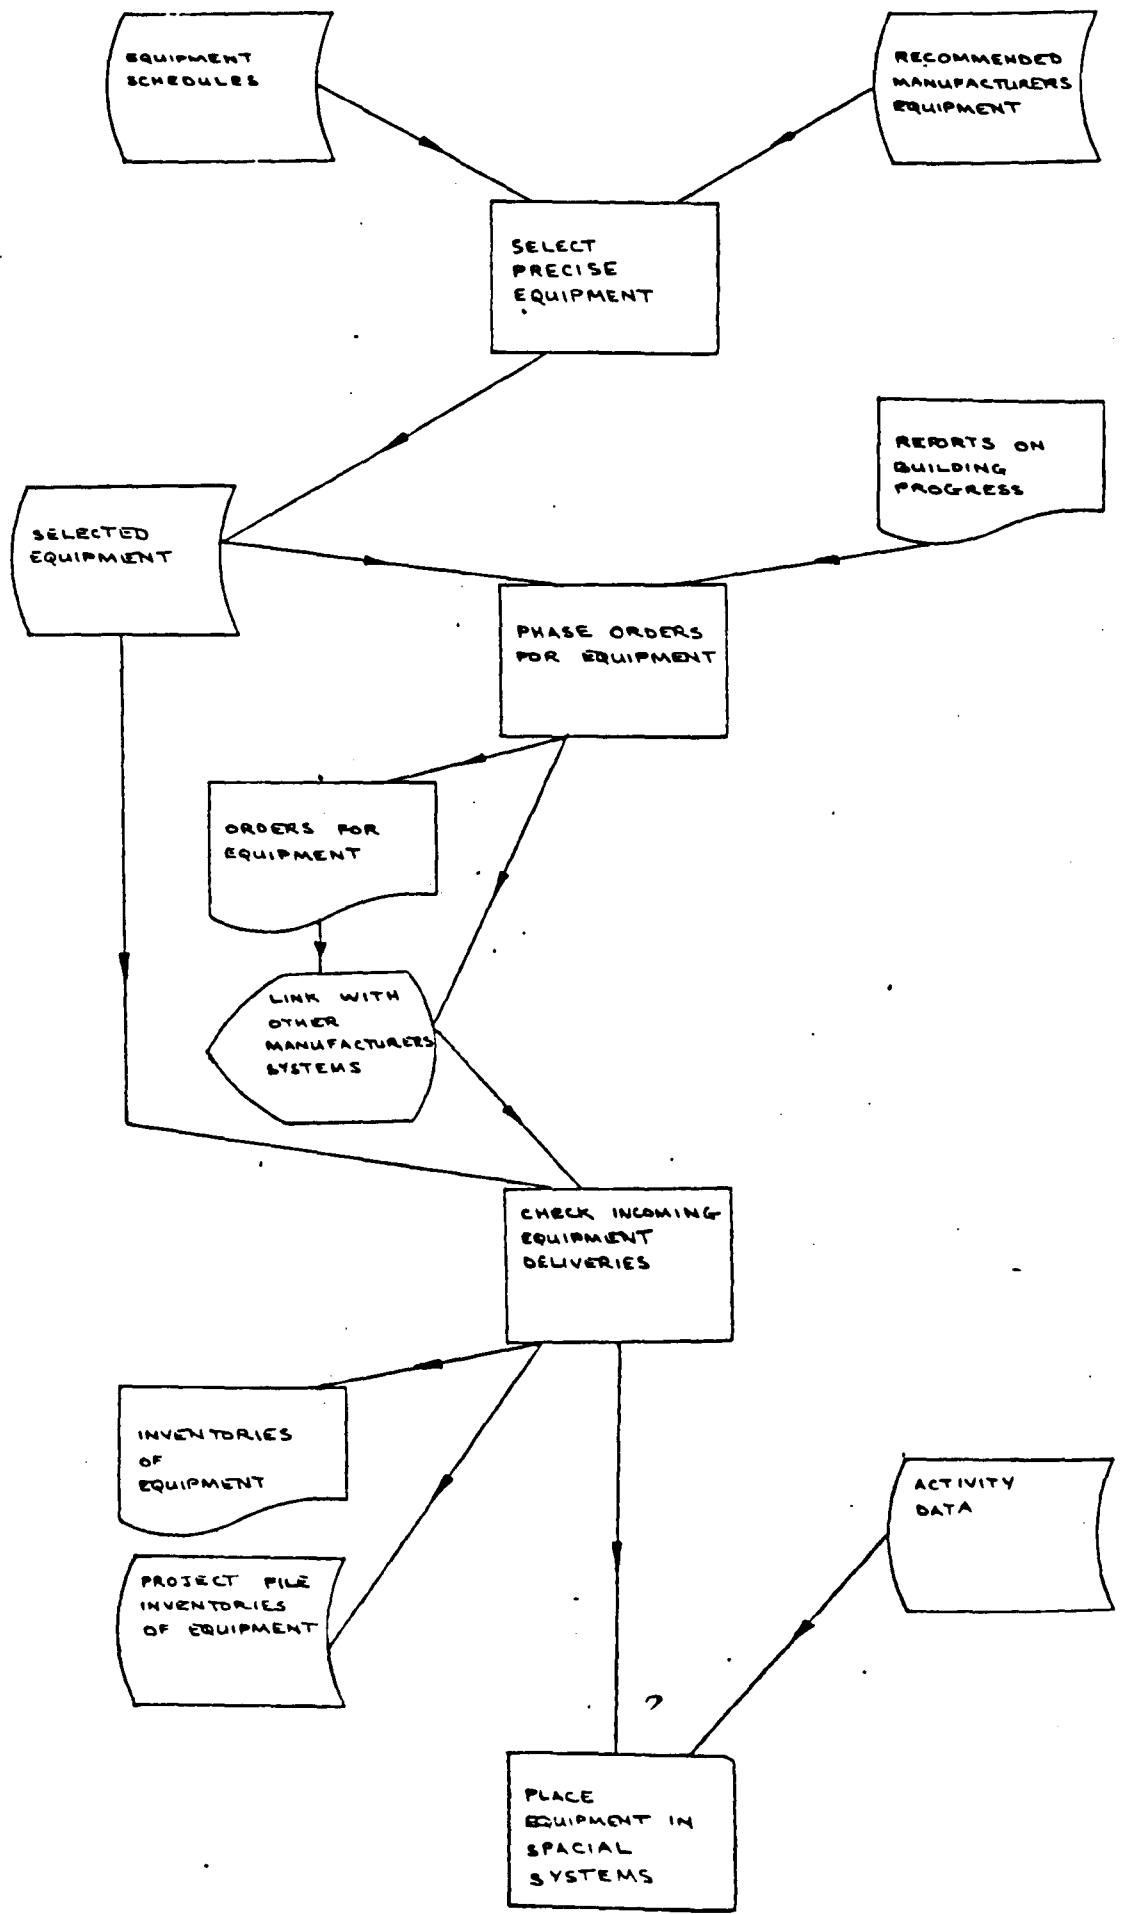 EQUIPMENT
SCHEDULES
RECOMMENDED
MANUFACTURERS
EQUIPMENT
SELECT
PRECISE
EQUIPMENT
REPORTS ON
BUILDING
PROGRESS
SELECTED
EQUIPMENT
PHASE ORDERS
FOR EQUIPMENT
ORDERS FOR
EQUIPMENT
LINK WITH
OTHER
MANUFACTURERS
SYSTEMS
CHECK INCOMING
EQUIPMENT
DELIVERIES
INVENTORIES
OF
EQUIPMENT
ACTIVITY
DATA
PROJECT FILE
INVENTORIES
OF EQUIPMENT
?
PLACE
EQUIPMENT IN
SPACIAL
SYSTEMS